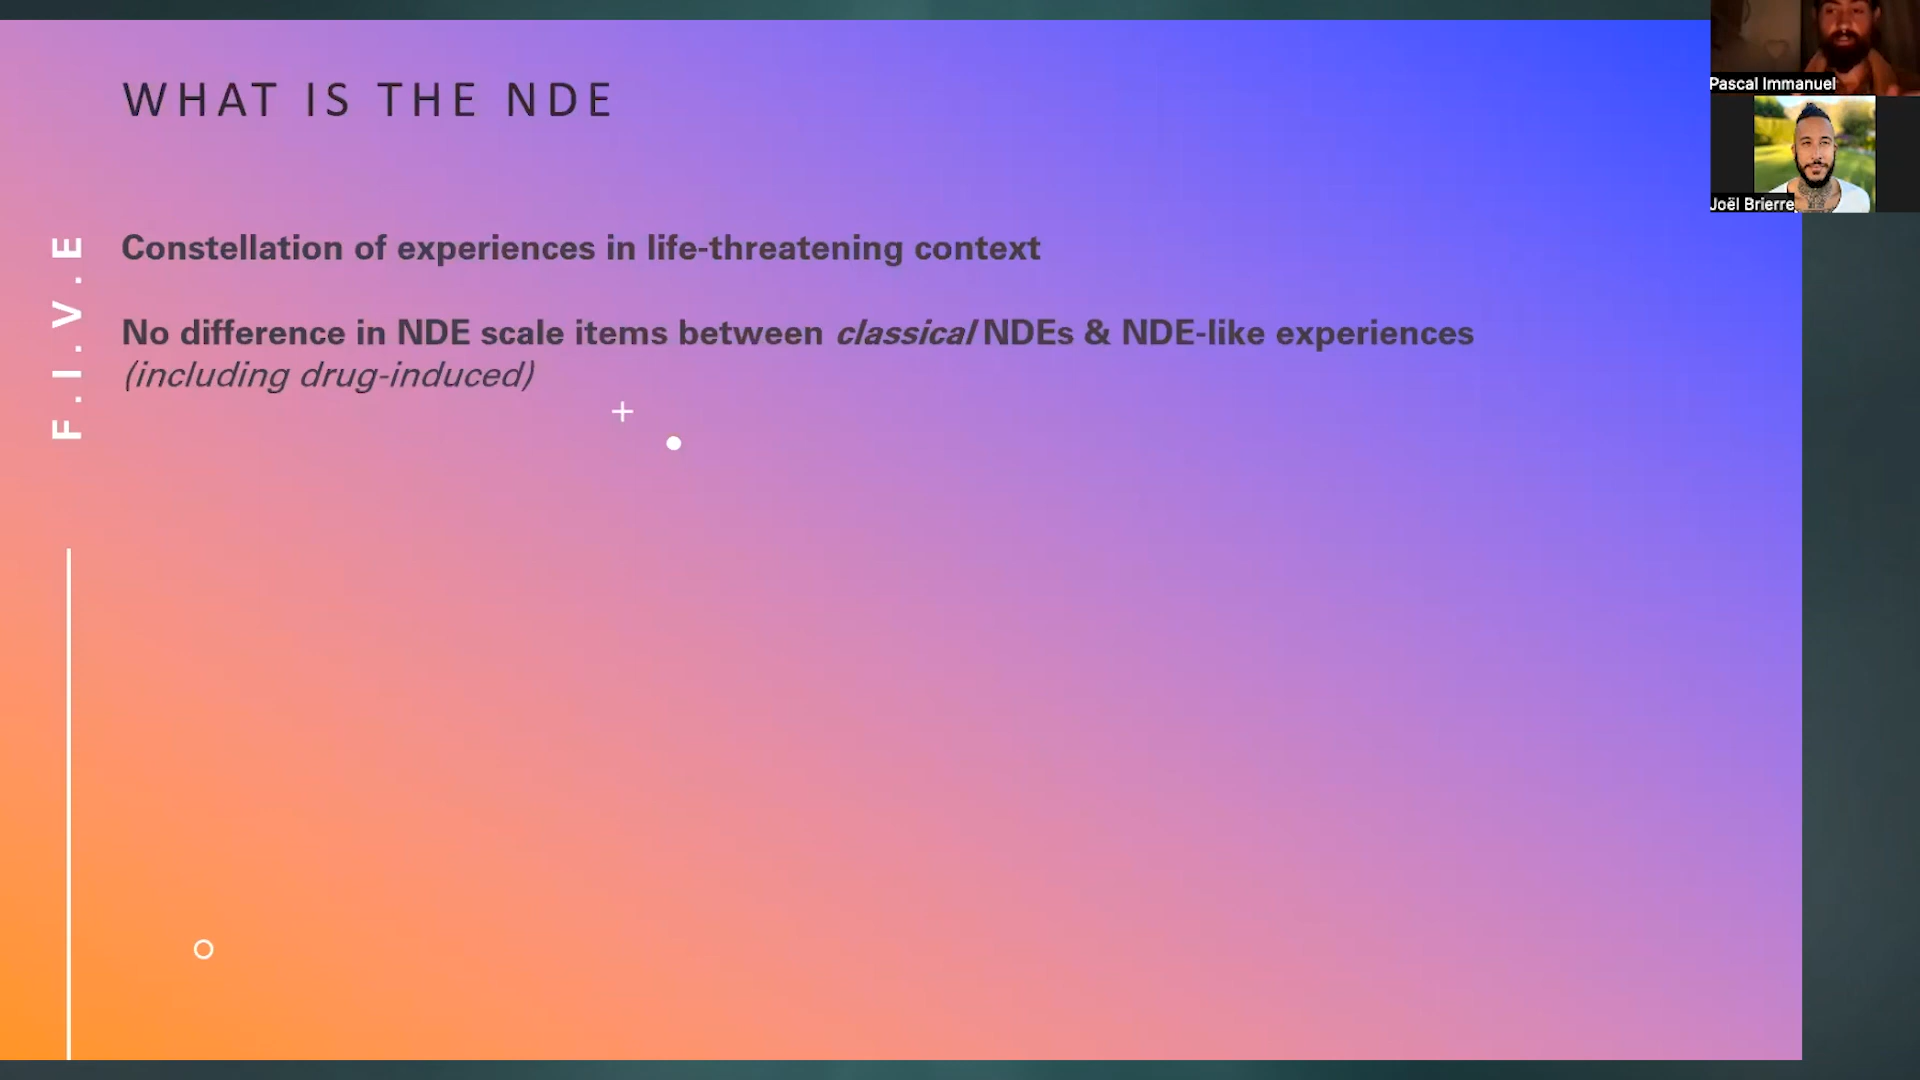 WHAT IS THE NDE
F.I.V.E
Constellation of experiences in life-threatening context
No difference in NDE scale items between classical NDEs & NDE-like experiences
(including drug-induced)
Pascal Immanuel
Joël Brierre